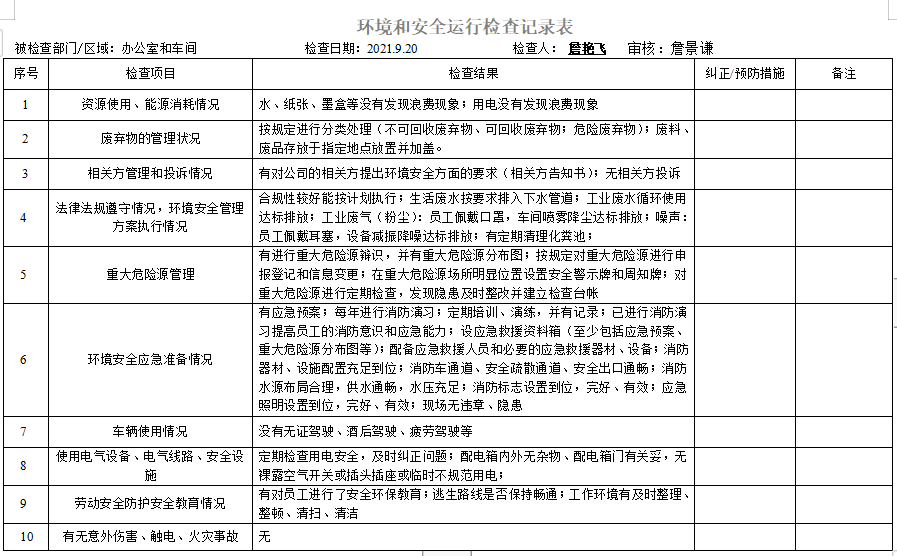 环境和安全运行检查记录表
被检查部门/区域：办公室和车间 检查日期：2021.9.20 检查人：詹艳飞 审核：詹景谦
序号 检查项目 检查结果 纠正/预防措施 备注
1 资源使用、能源消耗情况 水、纸张、墨盒等没有发现浪费现象；用电没有发现浪费现象
2 废弃物的管理状况 按规定进行分类处理（不可回收废弃物、可回收废弃物；危险废弃物）；废料、
废品存放于指定地点放置并加盖。
3 相关方管理和投诉情况 有对公司的相关方提出环境安全方面的要求（相关方告知书）；无相关方投诉
4 法律法规遵守情况，环境安全管理
方案执行情况
合规性较好能按计划执行；生活废水按要求排入下水管道；工业废水循环使用
达标排放；工业废气（粉尘）：员工佩戴口罩，车间喷雾降尘达标排放；噪声：
员工佩戴耳塞，设备减振降噪达标排放；有定期清理化粪池；
5 重大危险源管理
有进行重大危险源辩识，并有重大危险源分布图；按规定对重大危险源进行申
报登记和信息变更；在重大危险源场所明显位置设置安全警示牌和周知牌；对
重大危险源进行定期检查，发现隐患及时整改并建立检查台帐
6 环境安全应急准备情况
有应急预案；每年进行消防演习；定期培训、演练，并有记录；已进行消防演
习提高员工的消防意识和应急能力；设应急救援资料箱（至少包括应急预案、
重大危险源分布图等）；配备应急救援人员和必要的应急救援器材、设备；消防
器材、设施配置充足到位；消防车通道、安全疏散通道、安全出口通畅；消防
水源布局合理，供水通畅，水压充足；消防标志设置到位，完好、有效；应急
照明设置到位，完好、有效；现场无违章、隐患
7 车辆使用情况 没有无证驾驶、酒后驾驶、疲劳驾驶等
8 使用电气设备、电气线路、安全设
施
定期检查用电安全，及时纠正问题；配电箱内外无杂物、配电箱门有关妥，无
裸露空气开关或插头插座或临时不规范用电；
9 劳动安全防护安全教育情况 有对员工进行了安全环保教育；逃生路线是否保持畅通；工作环境有及时整理、
整顿、清扫、清洁
10 有无意外伤害、触电、火灾事故 无